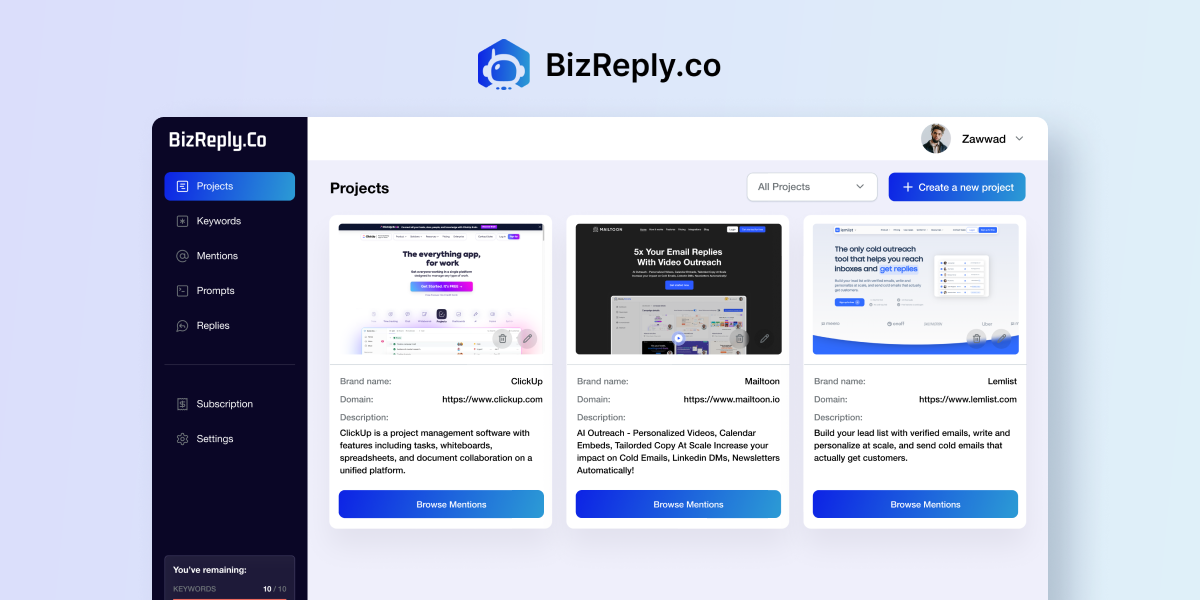 BizReply.co
BizReply.Co
Zawwad
Projects
Keywords
Mentions
Prompts
Replies
Subscription
Settings
You've remaining:
KEYWORDS 10 / 10
Projects
All Projects
+ Create a new project
The everything app,
for work
Get Started. It's FREE
Brand name: ClickUp
Domain: https://www.clickup.com
Description:
ClickUp is a project management software with
features including tasks, whiteboards,
spreadsheets, and document collaboration on a
unified platform.
Browse Mentions
MAILTOON
5x Your Email Replies
With Video Outreach
Brand name: Mailtoon
Domain: https://www.mailtoon.io
Description:
AI Outreach - Personalized Videos, Calendar
Embeds, Tailorded Copy At Scale Increase your
impact on Cold Emails, Linkedin DMs, Newsletters
Automatically!
Browse Mentions
lemlist
The only cold outreach
tool that helps you reach
inboxes and get replies
Brand name: Lemlist
Domain: https://www.lemlist.com
Description:
Build your lead list with verified emails, write and
personalize at scale, and send cold emails that
actually get customers.
Browse Mentions